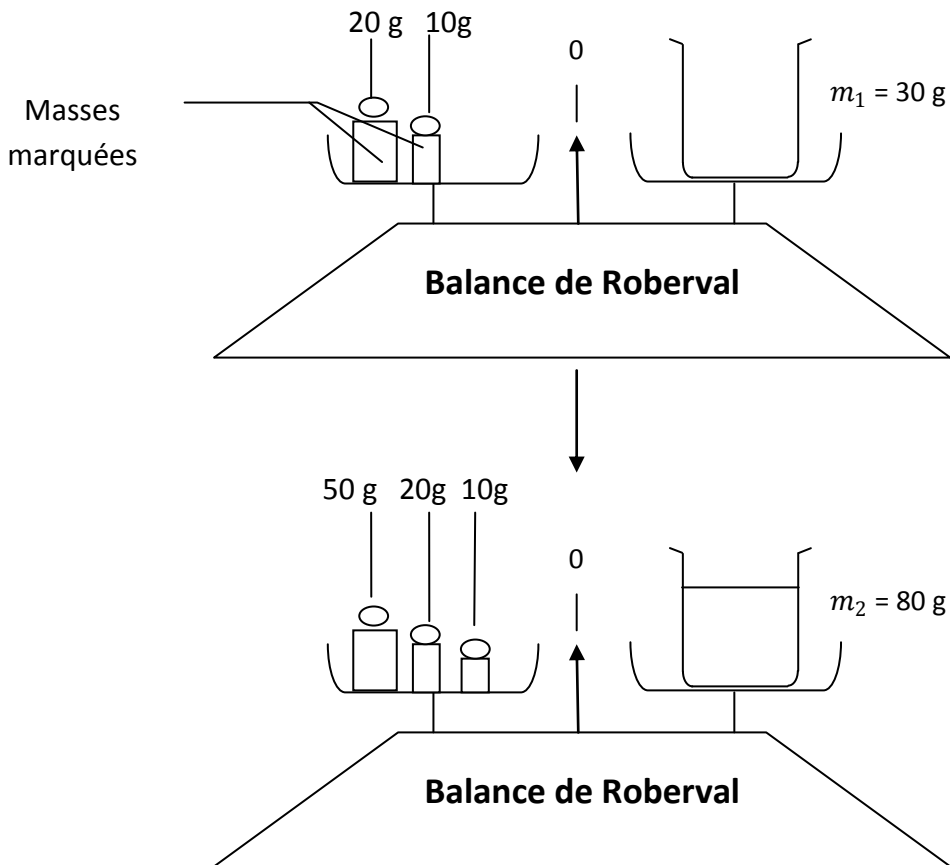 20 g 10g
0
Masses
marquées
m₁ = 30 g
Balance de Roberval
50 g 20g 10g
0
m₂ = 80 g
Balance de Roberval